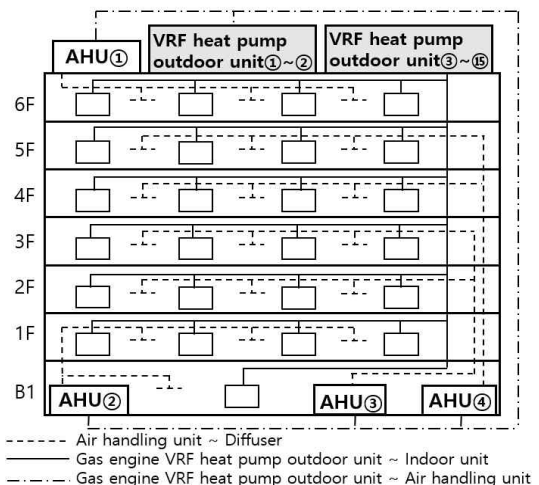 AHU①
VRF heat pump
outdoor unit①~②
VRF heat pump
outdoor unit③~⑮
6F
5F
4F
3F
2F
1F
B1
AHU②
AHU③
AHU④
Air handling unit ~ Diffuser
Gas engine VRF heat pump outdoor unit ~ Indoor unit
Gas engine VRF heat pump outdoor unit ~ Air handling unit